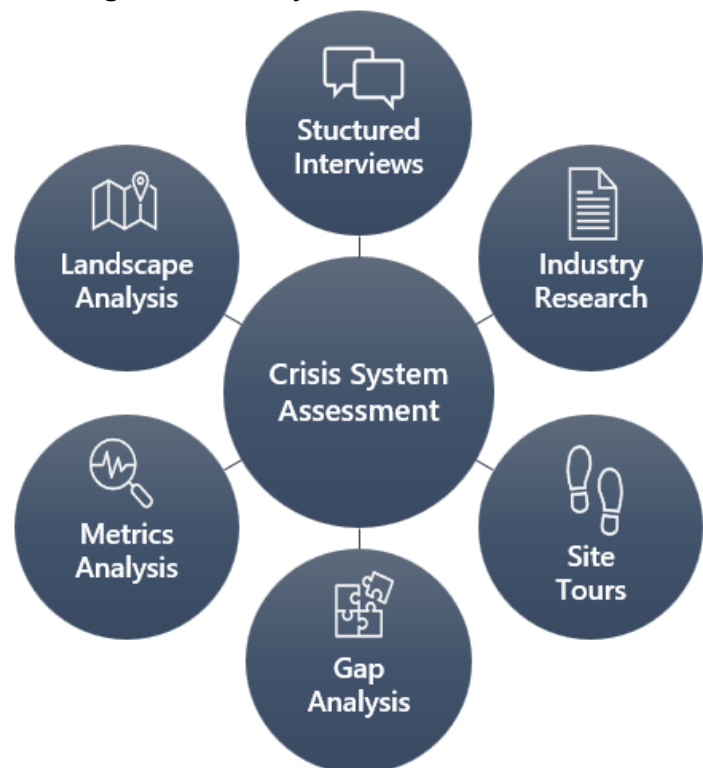 Stuctured
Interviews
Industry
Research
Landscape
Analysis
Crisis System
Assessment
Metrics
Analysis
Site
Tours
Gap
Analysis